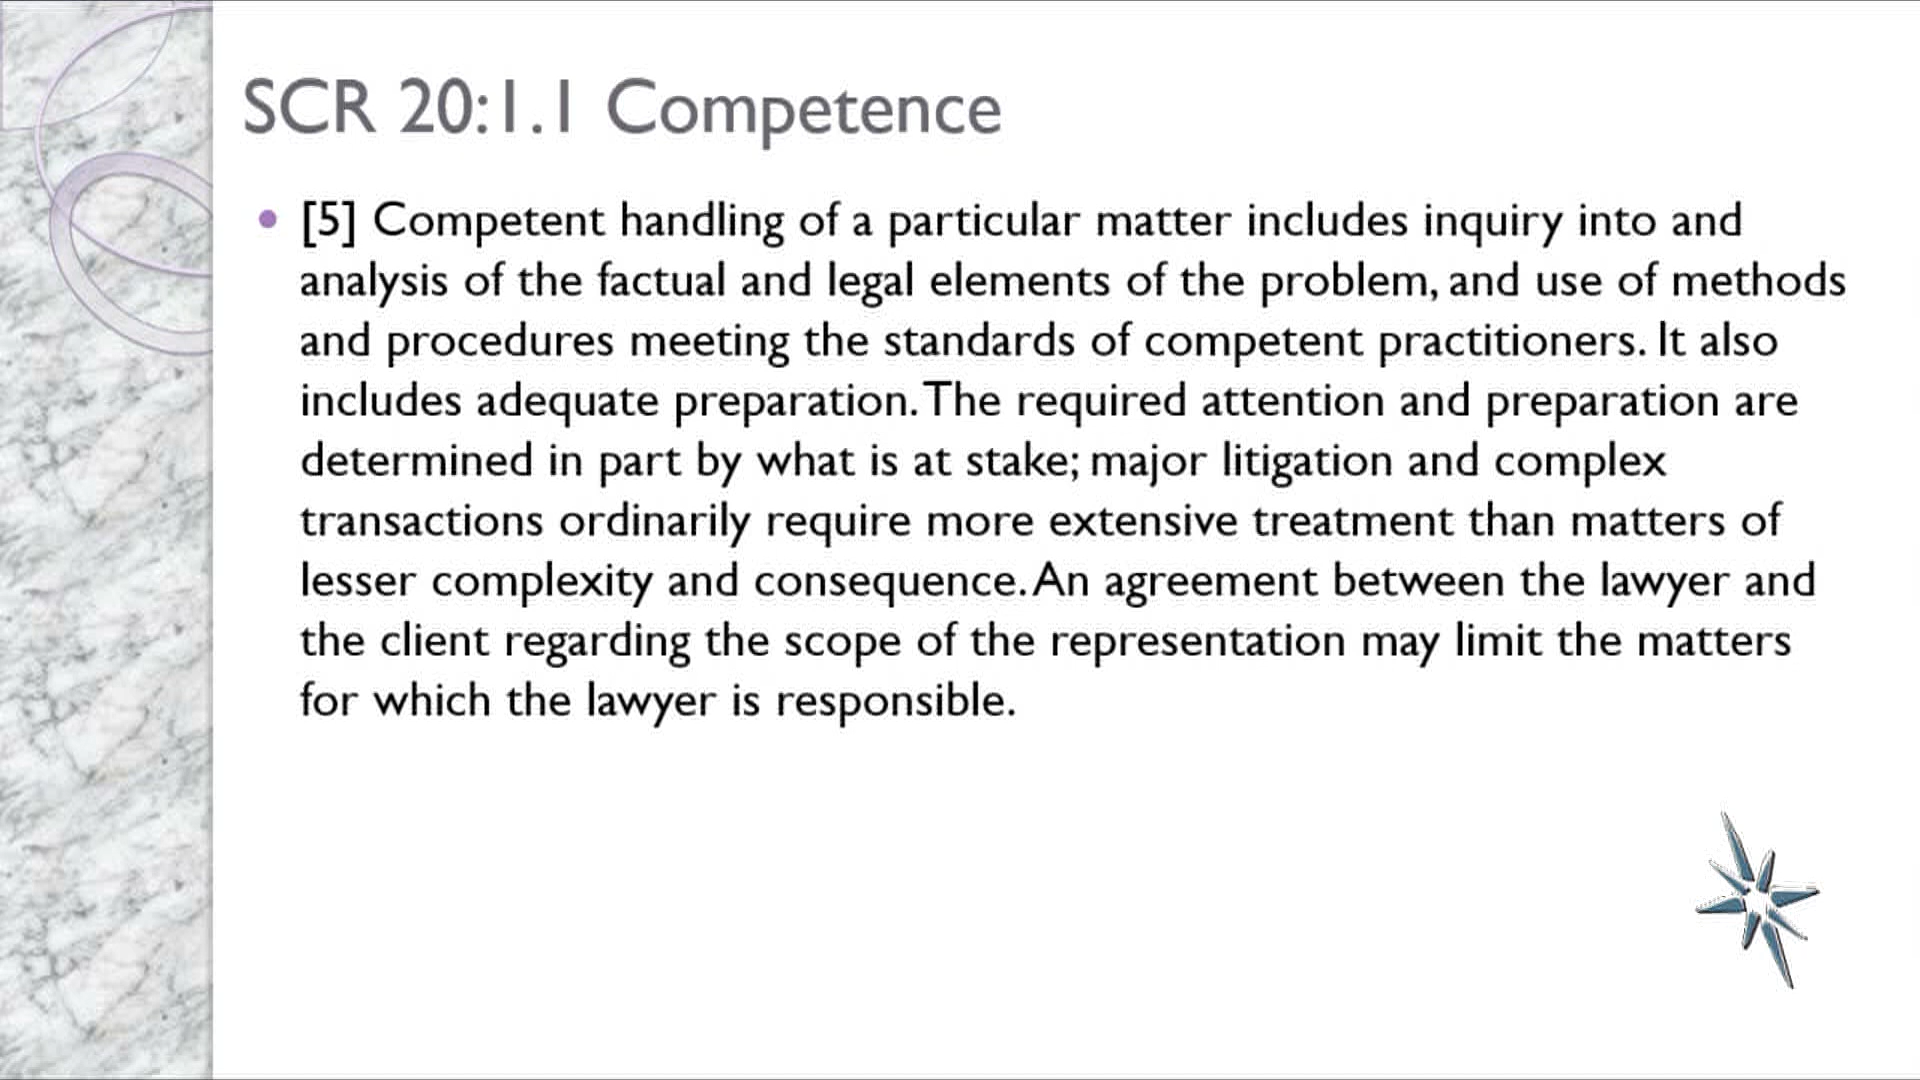 SCR 20:1.1 Competence
• [5] Competent handling of a particular matter includes inquiry into and
analysis of the factual and legal elements of the problem, and use of methods
and procedures meeting the standards of competent practitioners. It also
includes adequate preparation. The required attention and preparation are
determined in part by what is at stake; major litigation and complex
transactions ordinarily require more extensive treatment than matters of
lesser complexity and consequence. An agreement between the lawyer and
the client regarding the scope of the representation may limit the matters
for which the lawyer is responsible.